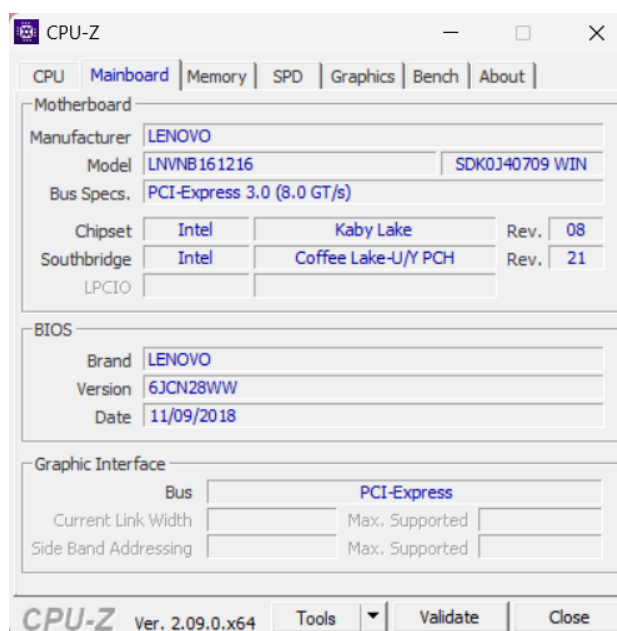 CPU-Z
CPU Mainboard Memory SPD Graphics Bench About
Motherboard
Manufacturer LENOVO
Model LNVNB161216 SDK0J40709 WIN
Bus Specs. PCI-Express 3.0 (8.0 GT/s)
Chipset Intel Kaby Lake Rev. 08
Southbridge Intel Coffee Lake-U/Y PCH Rev. 21
LPCIO
BIOS
Brand LENOVO
Version 6JCN28WW
Date 11/09/2018
Graphic Interface
Bus PCI-Express
Current Link Width Max. Supported
Side Band Addressing Max. Supported
CPU-Z Ver. 2.09.0.x64 Tools Validate Close